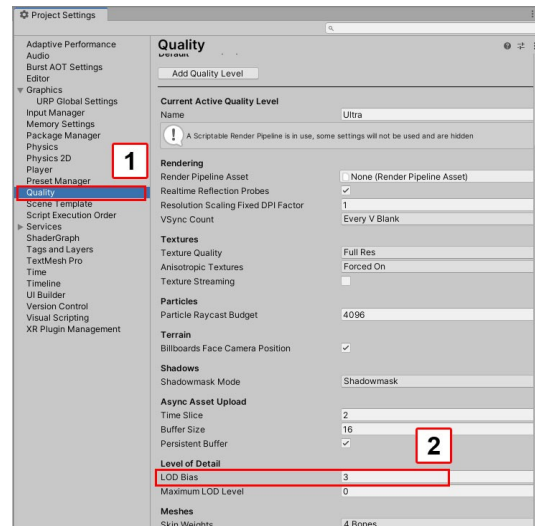 Project Settings
Adaptive Performance
Audio
Burst AOT Settings
Editor
Graphics
URP Global Settings
Input Manager
Memory Settings
Package Manager
Physics
Physics 2D
Player
Preset Manager
Quality
Scene Template
Script Execution Order
Services
ShaderGraph
Tags and Layers
TextMesh Pro
Time
Timeline
UI Builder
Version Control
Visual Scripting
XR Plugin Management
1
Quality
Default
Add Quality Level
Current Active Quality Level
Name Ultra
! A Scriptable Render Pipeline is in use, some settings will not be used and are hidden
Rendering
Render Pipeline Asset None (Render Pipeline Asset)
Realtime Reflection Probes
Resolution Scaling Fixed DPI Factor 1
VSync Count Every V Blank
Textures
Texture Quality Full Res
Anisotropic Textures Forced On
Texture Streaming
Particles
Particle Raycast Budget 4096
Terrain
Billboards Face Camera Position
Shadows
Shadowmask Mode Shadowmask
Async Asset Upload
Time Slice 2
Buffer Size 16
Persistent Buffer
2
Level of Detail
LOD Bias 3
Maximum LOD Level 0
Meshes
Skin Weights 4 Bones